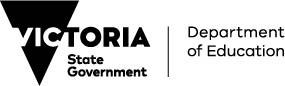 VICTORIA
State
Government
Department
of Education